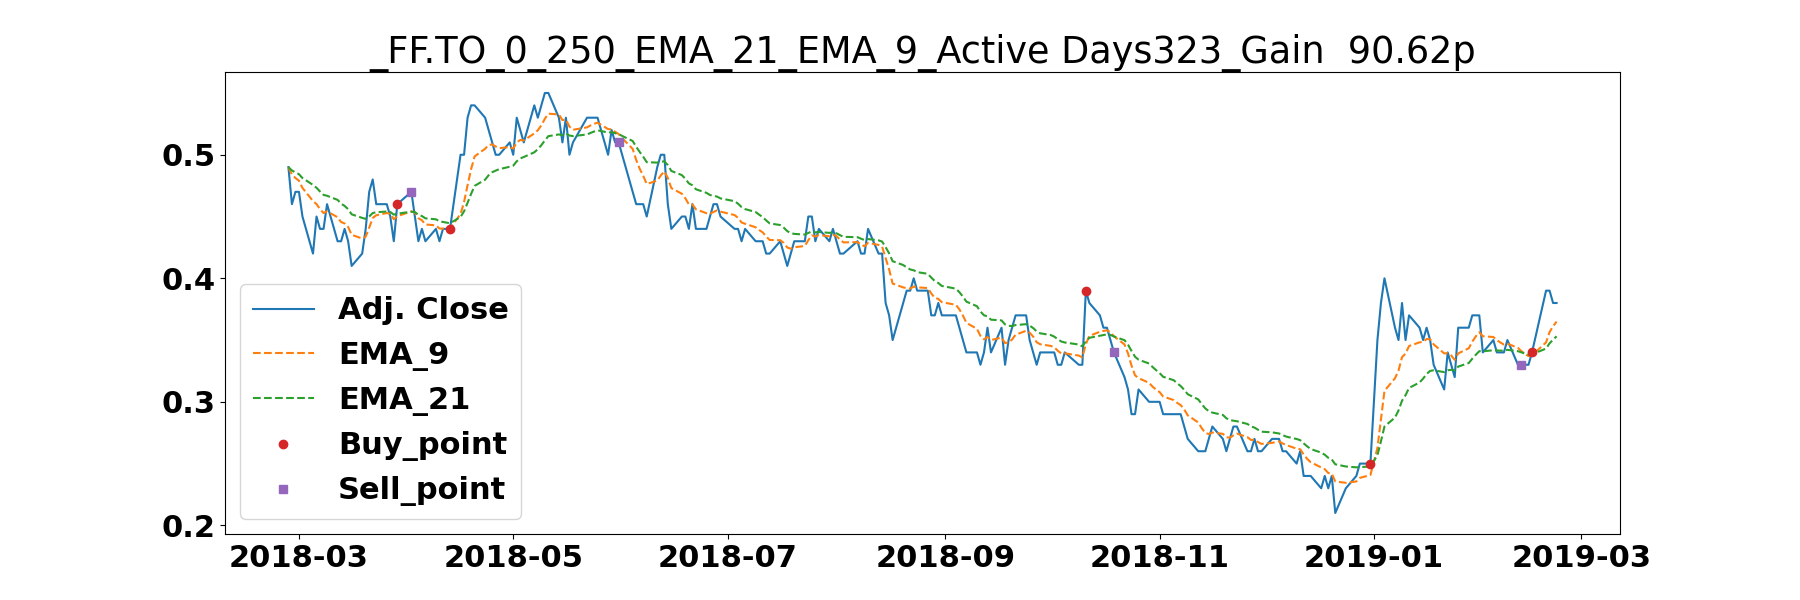 _FF.TO_0_250_EMA_21_EMA_9_Active Days323_Gain  90.62p
0.5
0.4
0.3
0.2
Adj. Close
EMA_9
EMA_21
Buy_point
Sell_point
2018-03 2018-05 2018-07 2018-09 2018-11 2019-01 2019-03